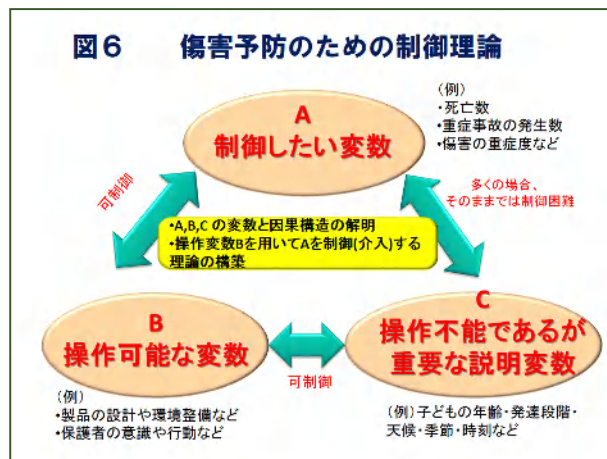 図６　傷害予防のための制御理論
(例)
・死亡数
・重症事故の発生数
・傷害の重症度など
A
制御したい変数
可制御
多くの場合、
そのままでは制御困難
•A,B,C の変数と因果構造の解明
•操作変数Bを用いてAを制御(介入)する
理論の構築
B
操作可能な変数
C
操作不能であるが
重要な説明変数
可制御
(例)
•製品の設計や環境整備など
•保護者の意識や行動など
(例)子どもの年齢・発達段階・
天候・季節・時刻など